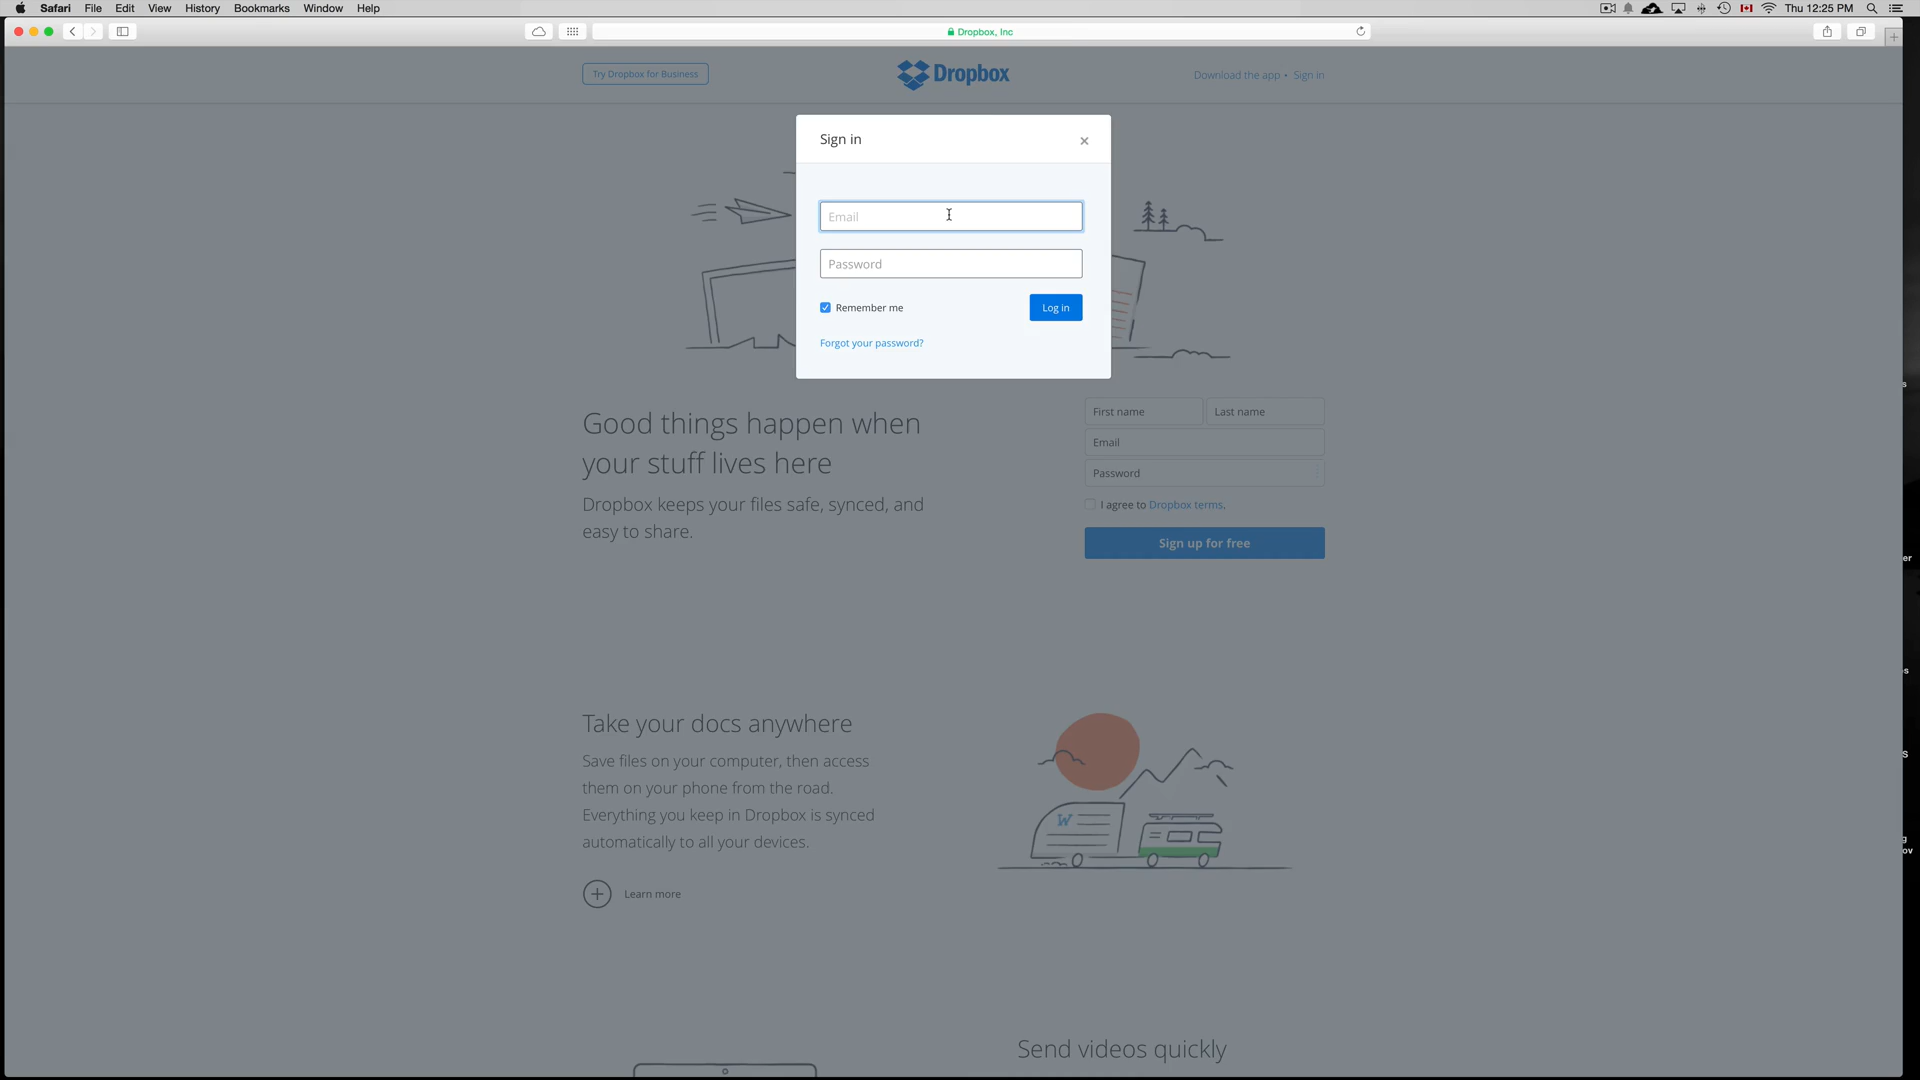 Safari File Edit View History Bookmarks Window Help Thu 12:25 PM
Dropbox, Inc
Try Dropbox for Business
Dropbox
Download the app • Sign in
Sign in
Email
Password
Remember me
Log in
Forgot your password?
Good things happen when
your stuff lives here
Dropbox keeps your files safe, synced, and
easy to share.
First name Last name
Email
Password
I agree to Dropbox terms.
Sign up for free
Take your docs anywhere
Save files on your computer, then access
them on your phone from the road.
Everything you keep in Dropbox is synced
automatically to all your devices.
W
Learn more
Send videos quickly